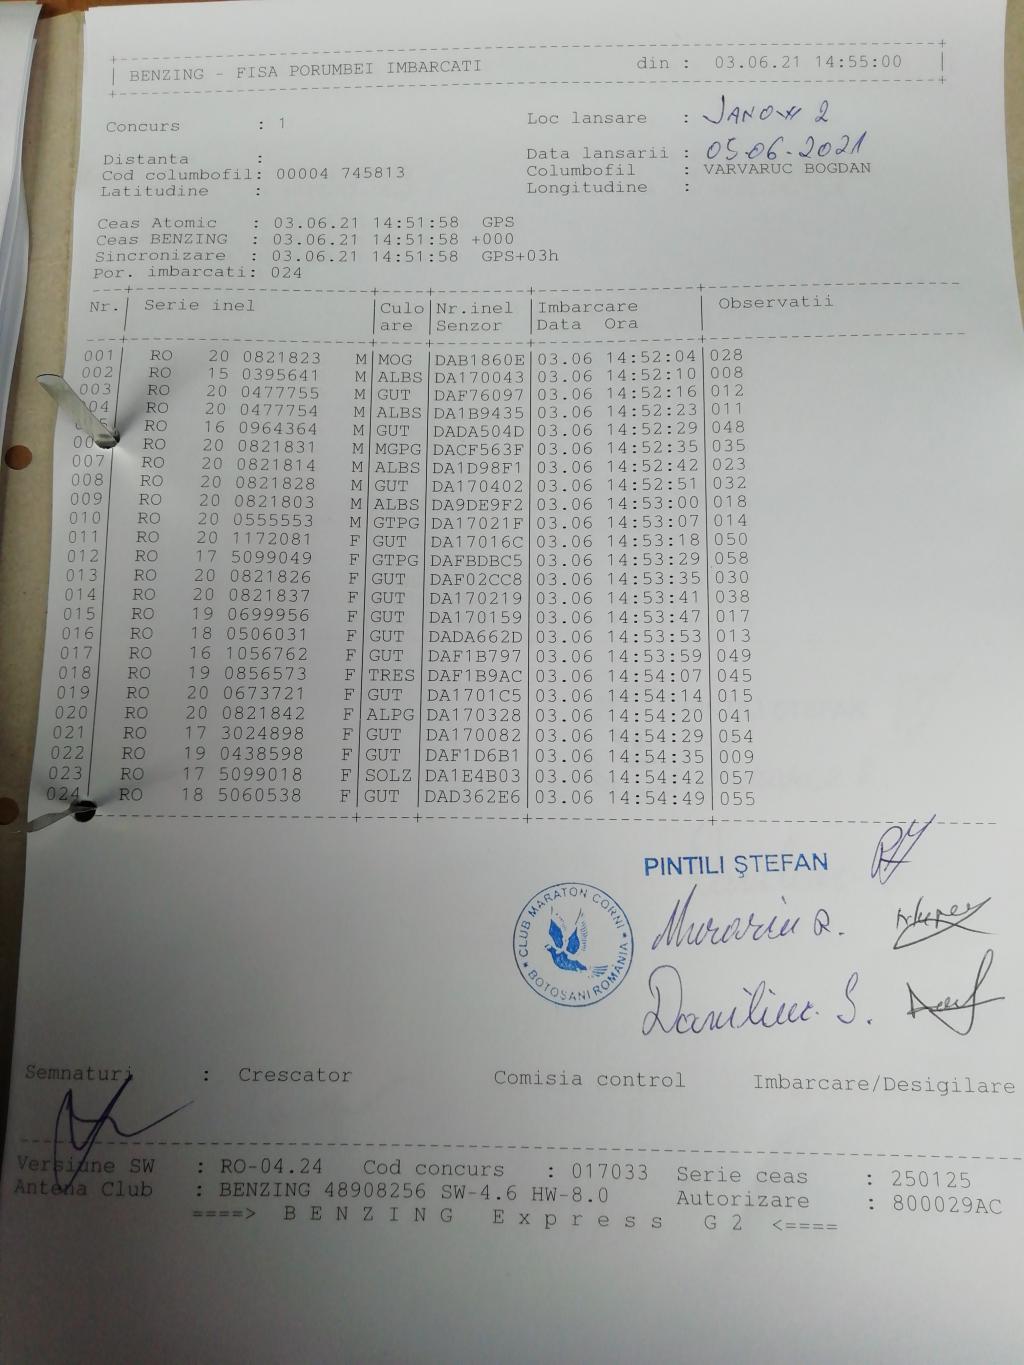 BENZING - FISA PORUMBEI IMBARCATI din : 03.06.21 14:55:00
Concurs : 1 Loc lansare : JANOW 2
Distanta : Data lansarii : 05-06-2021
Cod columbofil: 00004 745813 Columbofil : VARVARUC BOGDAN
Latitudine : Longitudine :
Ceas Atomic : 03.06.21 14:51:58 GPS
Ceas BENZING : 03.06.21 14:51:58 +000
Sincronizare : 03.06.21 14:51:58 GPS+03h
Por. imbarcati: 024
Nr. Serie inel Culo Nr.inel Imbarcare Observatii
are Senzor Data Ora
001 RO 20 0821823 M MOG DAB1860E 03.06 14:52:04 028
002 RO 15 0395641 M ALBS DA170043 03.06 14:52:10 008
003 RO 20 0477755 M GUT DAF76097 03.06 14:52:16 012
04 RO 20 0477754 M ALBS DA1B9435 03.06 14:52:23 011
5 RO 16 0964364 M GUT DADA504D 03.06 14:52:29 048
00 RO 20 0821831 M MGPG DACF563F 03.06 14:52:35 035
007 RO 20 0821814 M ALBS DA1D98F1 03.06 14:52:42 023
008 RO 20 0821828 M GUT DA170402 03.06 14:52:51 032
009 RO 20 0821803 M ALBS DA9DE9F2 03.06 14:53:00 018
010 RO 20 0555553 M GTPG DA17021F 03.06 14:53:07 014
011 RO 20 1172081 F GUT DA17016C 03.06 14:53:18 050
012 RO 17 5099049 F GTPG DAFBDBC5 03.06 14:53:29 058
013 RO 20 0821826 F GUT DAF02CC8 03.06 14:53:35 030
014 RO 20 0821837 F GUT DA170219 03.06 14:53:41 038
015 RO 19 0699956 F GUT DA170159 03.06 14:53:47 017
016 RO 18 0506031 F GUT DADA662D 03.06 14:53:53 013
017 RO 16 1056762 F GUT DAF1B797 03.06 14:53:59 049
018 RO 19 0856573 F TRES DAF1B9AC 03.06 14:54:07 045
019 RO 20 0673721 F GUT DA1701C5 03.06 14:54:14 015
020 RO 20 0821842 F ALPG DA170328 03.06 14:54:20 041
021 RO 17 3024898 F GUT DA170082 03.06 14:54:29 054
022 RO 19 0438598 F GUT DAF1D6B1 03.06 14:54:35 009
023 RO 17 5099018 F SOLZ DA1E4B03 03.06 14:54:42 057
024 RO 18 5060538 F GUT DAD362E6 03.06 14:54:49 055
PINTILI ŞTEFAN
CLUB MARATON CORNI
BOTOŞANI ROMÂNIA
Murariu R.
Daniliuc S.
Semnaturi : Crescator Comisia control Imbarcare/Desigilare
Versiune SW : RO-04.24 Cod concurs : 017033 Serie ceas : 250125
Antena Club : BENZING 48908256 SW-4.6 HW-8.0 Autorizare : 800029AC
====> B E N Z I N G E x p r e s s G 2 <====